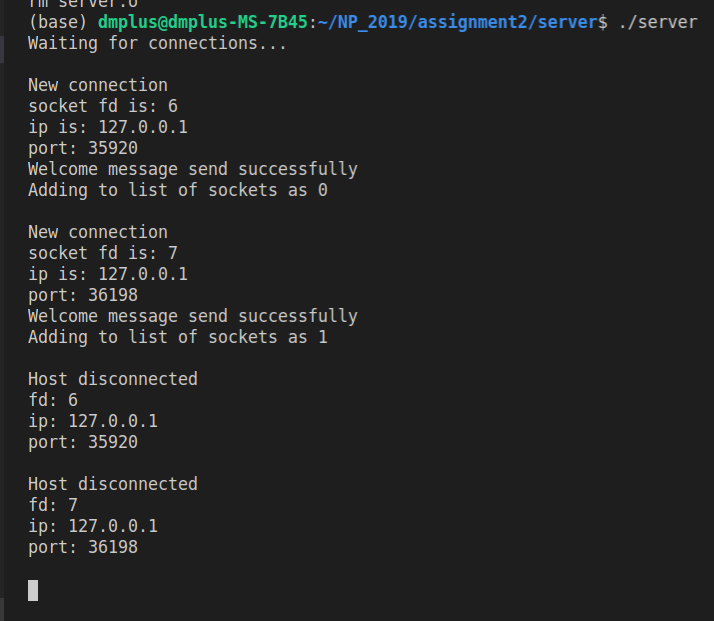 rm server.o
(base) dmplus@dmplus-MS-7B45:~/NP_2019/assignment2/server$ ./server
Waiting for connections...
New connection
socket fd is: 6
ip is: 127.0.0.1
port: 35920
Welcome message send successfully
Adding to list of sockets as 0
New connection
socket fd is: 7
ip is: 127.0.0.1
port: 36198
Welcome message send successfully
Adding to list of sockets as 1
Host disconnected
fd: 6
ip: 127.0.0.1
port: 35920
Host disconnected
fd: 7
ip: 127.0.0.1
port: 36198